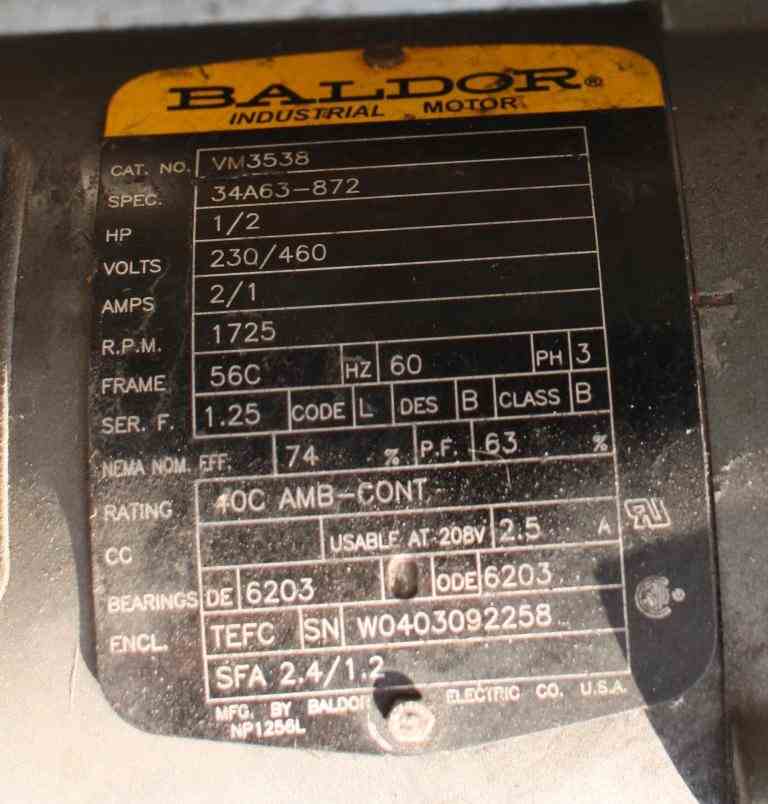 BALDOR®
INDUSTRIAL MOTOR
CAT. NO. VM3538
SPEC. 34A63-872
HP 1/2
VOLTS 230/460
AMPS 2/1
R.P.M. 1725
FRAME 56C HZ 60 PH 3
SER. F. 1.25 CODE L DES B CLASS B
NEMA NOM. EFF. 74 % P.F. 63 %
RATING 40C AMB-CONT
CC USABLE AT 208V 2.5 A
BEARINGS DE 6203 ODE 6203
ENCL. TEFC SN W0403092258
SFA 2.4/1.2
MFG. BY BALDOR ELECTRIC CO. U.S.A.
NP1256L